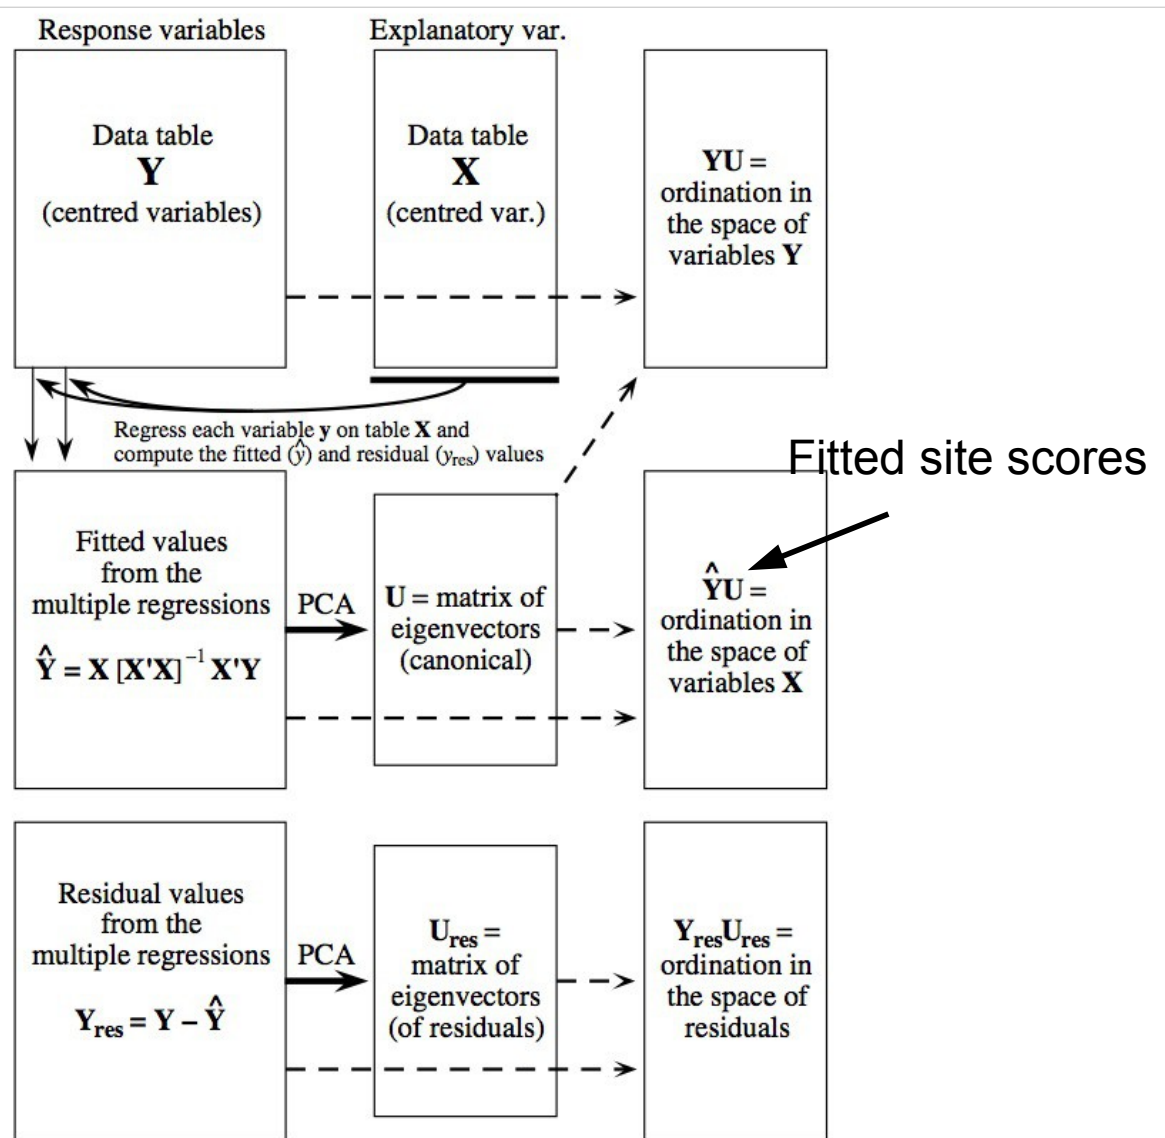 Response variables
Explanatory var.
Data table
Y
(centred variables)
Data table
X
(centred var.)
YU =
ordination in
the space of
variables Y
Regress each variable y on table X and
compute the fitted (ŷ) and residual (yres) values
Fitted site scores
Fitted values
from the
multiple regressions
Ŷ = X [X'X]⁻¹ X'Y
PCA
U = matrix of
eigenvectors
(canonical)
ŶU =
ordination in
the space of
variables X
Residual values
from the
multiple regressions
Yres = Y – Ŷ
PCA
Ures =
matrix of
eigenvectors
(of residuals)
YresUres =
ordination in
the space of
residuals